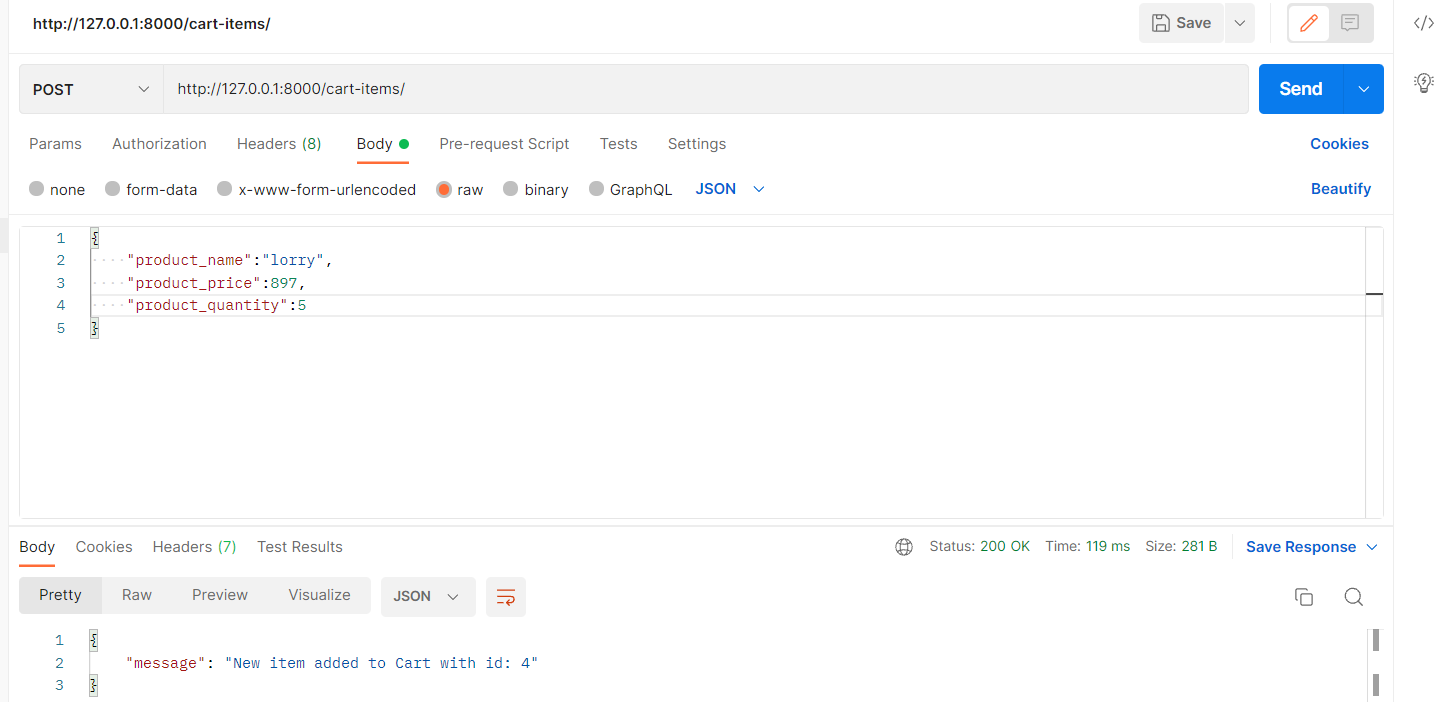 http://127.0.0.1:8000/cart-items/
Save
POST
http://127.0.0.1:8000/cart-items/
Send
Params Authorization Headers (8) Body Pre-request Script Tests Settings Cookies
none form-data x-www-form-urlencoded raw binary GraphQL JSON Beautify
1 {
2 "product_name":"lorry",
3 "product_price":897,
4 "product_quantity":5
5 }
Body Cookies Headers (7) Test Results Status: 200 OK Time: 119 ms Size: 281 B Save Response
Pretty Raw Preview Visualize JSON
1 {
2 "message": "New item added to Cart with id: 4"
3 }